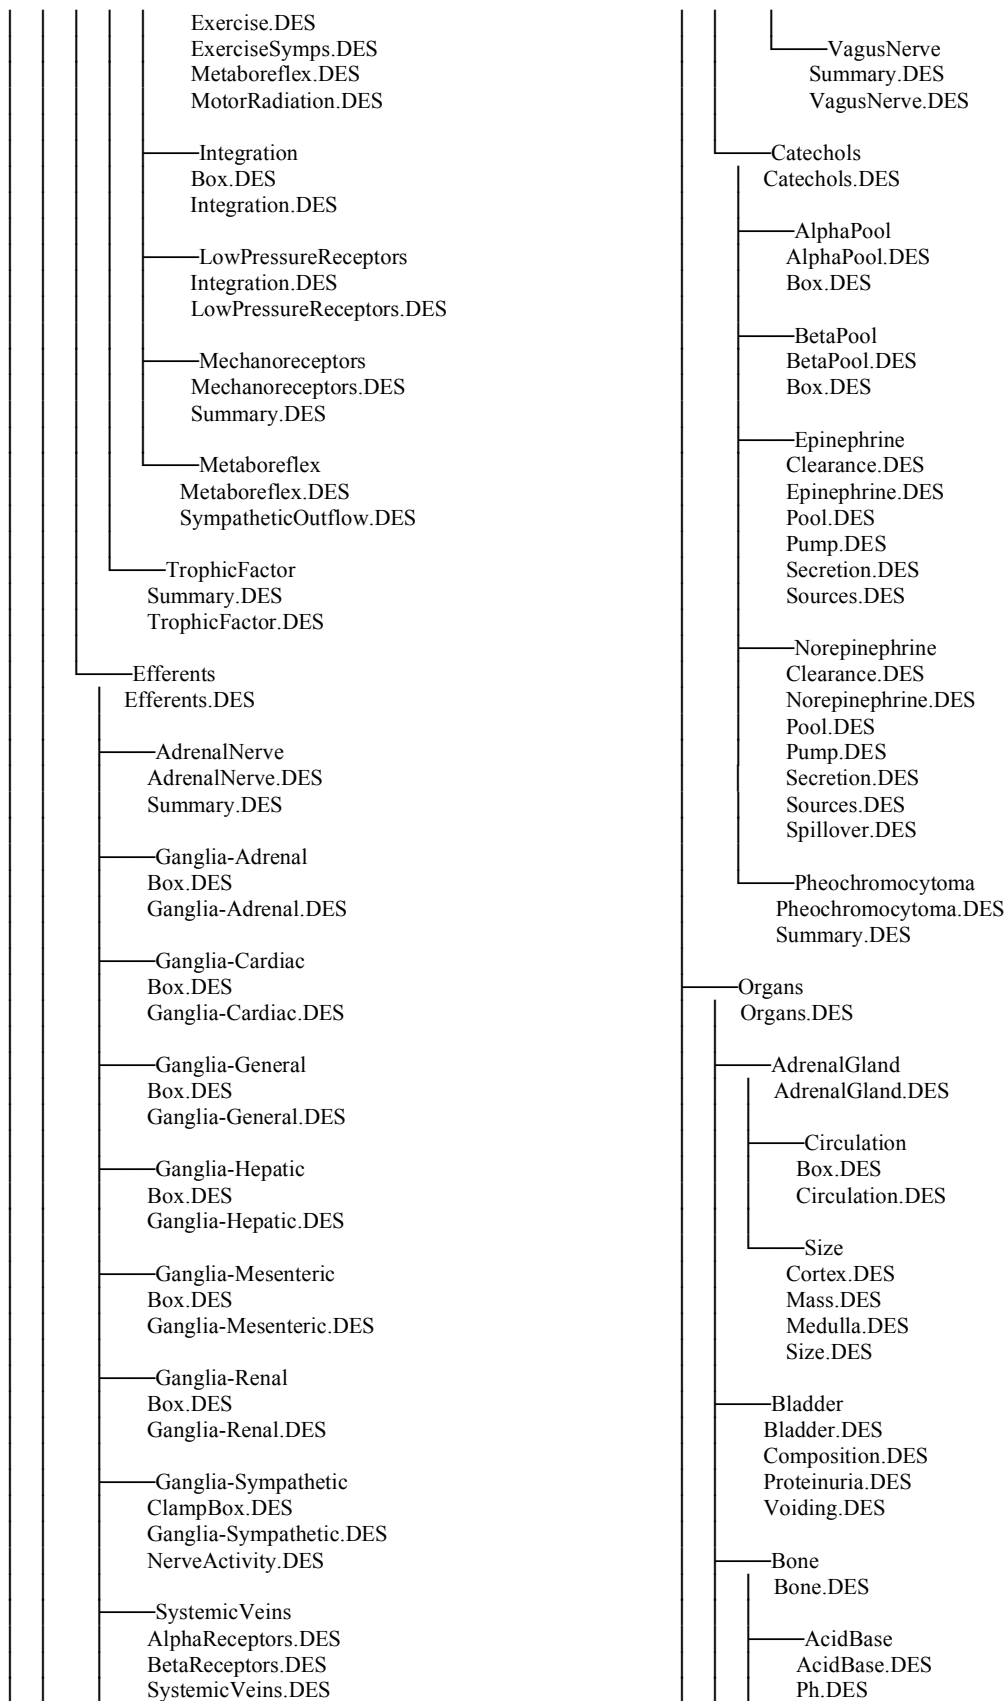 Exercise.DES
ExerciseSymps.DES
Metaboreflex.DES
MotorRadiation.DES
Integration
Box.DES
Integration.DES
LowPressureReceptors
Integration.DES
LowPressureReceptors.DES
Mechanoreceptors
Mechanoreceptors.DES
Summary.DES
Metaboreflex
Metaboreflex.DES
SympatheticOutflow.DES
TrophicFactor
Summary.DES
TrophicFactor.DES
Efferents
Efferents.DES
AdrenalNerve
AdrenalNerve.DES
Summary.DES
Ganglia-Adrenal
Box.DES
Ganglia-Adrenal.DES
Ganglia-Cardiac
Box.DES
Ganglia-Cardiac.DES
Ganglia-General
Box.DES
Ganglia-General.DES
Ganglia-Hepatic
Box.DES
Ganglia-Hepatic.DES
Ganglia-Mesenteric
Box.DES
Ganglia-Mesenteric.DES
Ganglia-Renal
Box.DES
Ganglia-Renal.DES
Ganglia-Sympathetic
ClampBox.DES
Ganglia-Sympathetic.DES
NerveActivity.DES
SystemicVeins
AlphaReceptors.DES
BetaReceptors.DES
SystemicVeins.DES
VagusNerve
Summary.DES
VagusNerve.DES
Catechols
Catechols.DES
AlphaPool
AlphaPool.DES
Box.DES
BetaPool
BetaPool.DES
Box.DES
Epinephrine
Clearance.DES
Epinephrine.DES
Pool.DES
Pump.DES
Secretion.DES
Sources.DES
Norepinephrine
Clearance.DES
Norepinephrine.DES
Pool.DES
Pump.DES
Secretion.DES
Sources.DES
Spillover.DES
Pheochromocytoma
Pheochromocytoma.DES
Summary.DES
Organs
Organs.DES
AdrenalGland
AdrenalGland.DES
Circulation
Box.DES
Circulation.DES
Size
Cortex.DES
Mass.DES
Medulla.DES
Size.DES
Bladder
Bladder.DES
Composition.DES
Proteinuria.DES
Voiding.DES
Bone
Bone.DES
AcidBase
AcidBase.DES
Ph.DES